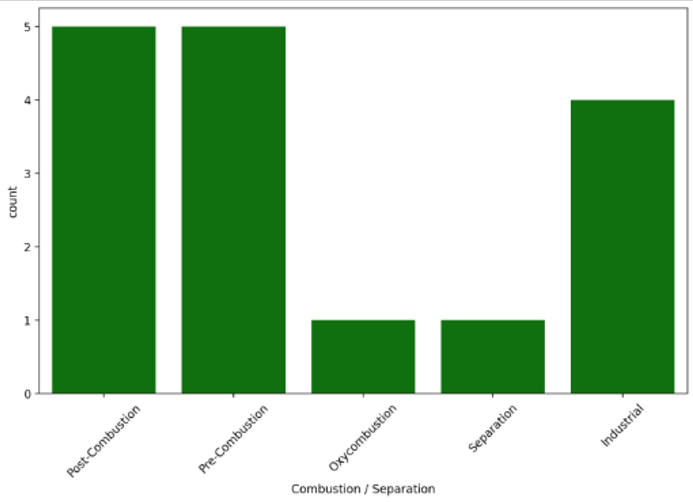 5
4
3
2
1
0
count
Post-Combustion
Pre-Combustion
Oxycombustion
Separation
Industrial
Combustion / Separation